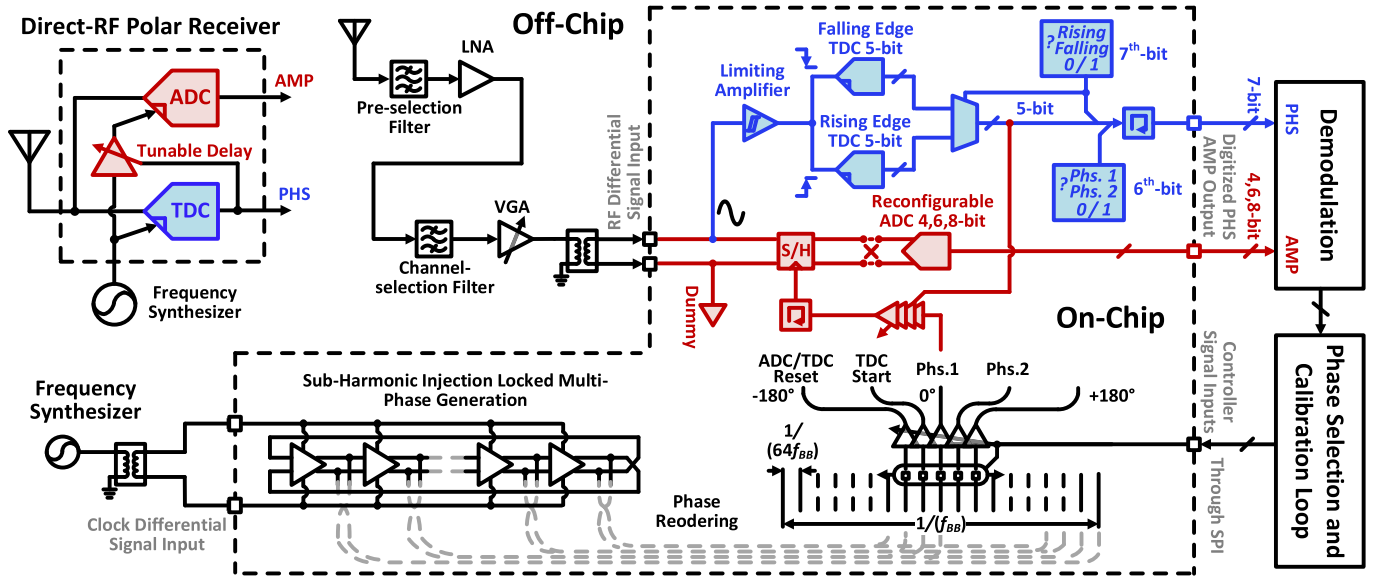 Direct-RF Polar Receiver
ADC
AMP
Tunable Delay
TDC
PHS
Frequency
Synthesizer
Off-Chip
LNA
Pre-selection
Filter
VGA
Channel-
selection Filter
RF Differential
Signal Input
Limiting
Amplifier
Falling Edge
TDC 5-bit
Rising Edge
TDC 5-bit
? Rising
Falling
0 / 1
7th-bit
5-bit
? Phs. 1
Phs. 2
0 / 1
6th-bit
Reconfigurable
ADC 4,6,8-bit
S/H
Dummy
On-Chip
Digitized PHS
AMP Output
7-bit
4,6,8-bit
PHS
AMP
Demodulation
Phase Selection and
Calibration Loop
Controller
Signal Inputs
Through SPI
ADC/TDC
Reset
-180°
TDC
Start
Phs.1
0°
Phs.2
+180°
1/
(64fBB)
1/(fBB)
Phase
Reodering
Sub-Harmonic Injection Locked Multi-
Phase Generation
Frequency
Synthesizer
Clock Differential
Signal Input